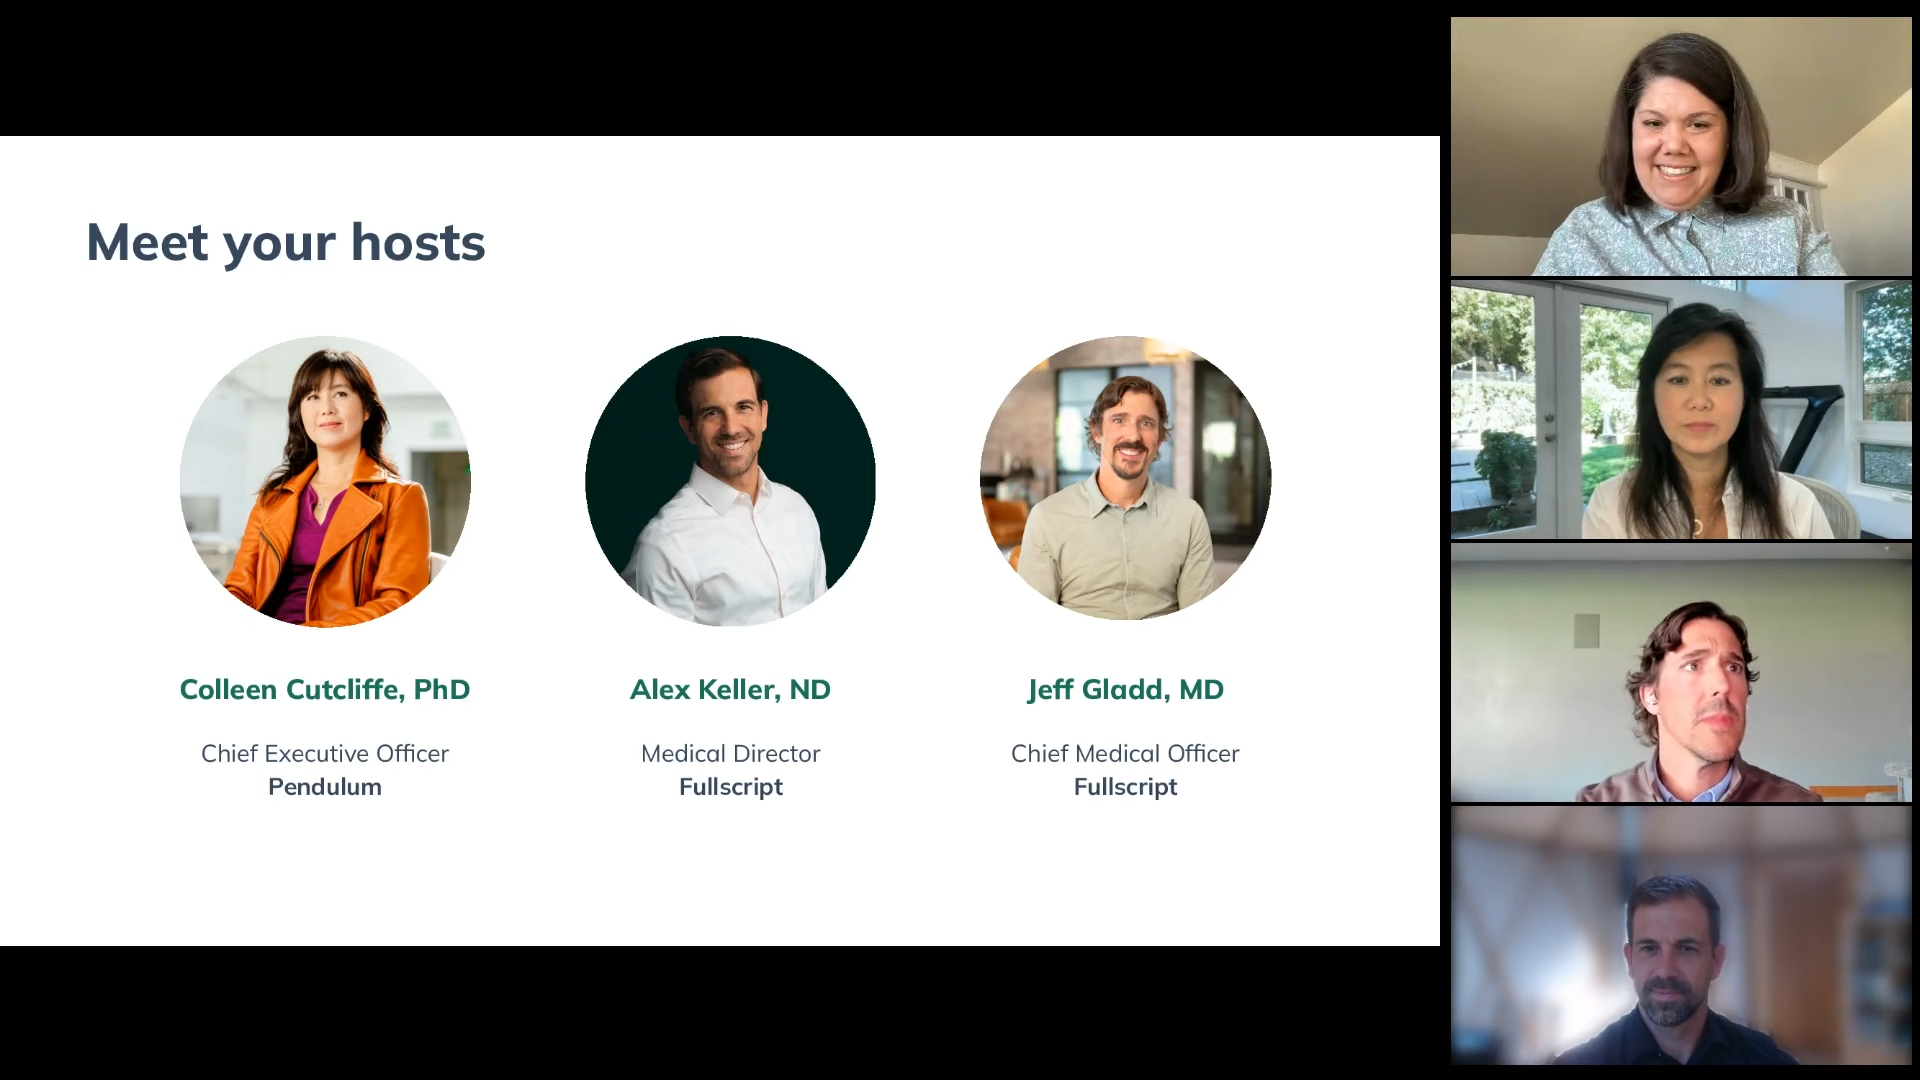 Meet your hosts
Colleen Cutcliffe, PhD
Chief Executive Officer
Pendulum
Alex Keller, ND
Medical Director
Fullscript
Jeff Gladd, MD
Chief Medical Officer
Fullscript